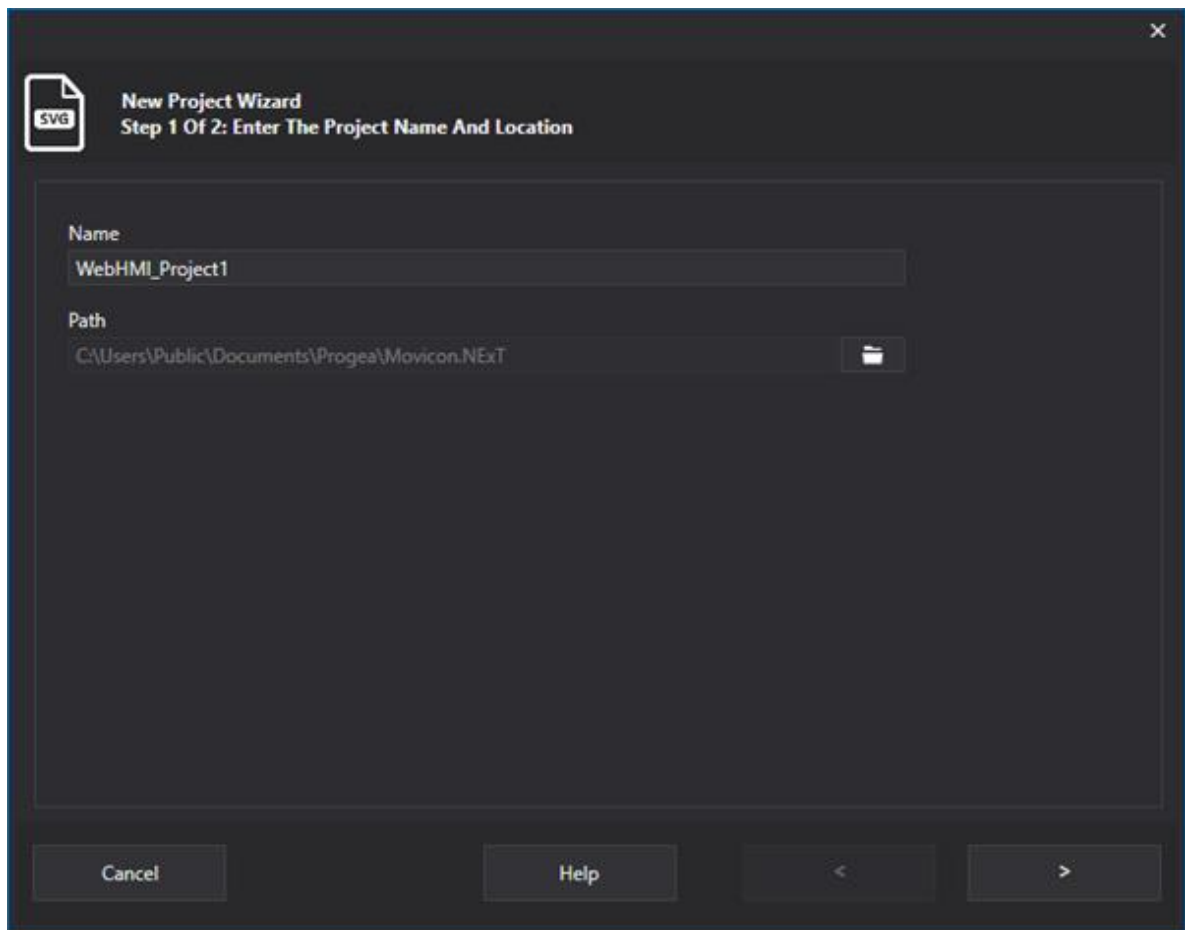 ×
SVG
New Project Wizard
Step 1 Of 2: Enter The Project Name And Location
Name
WebHMI_Project1
Path
C:\Users\Public\Documents\Progea\Movicon.NExT
Cancel
Help
<
>